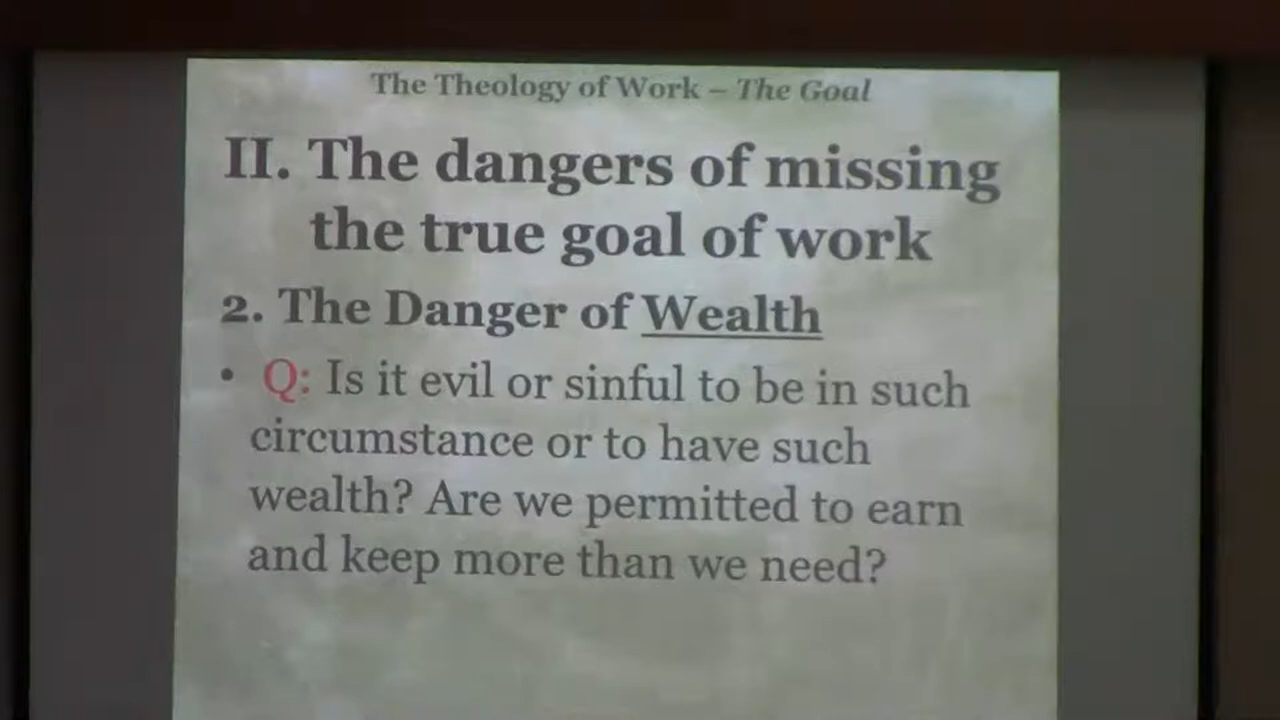 The Theology of Work – The Goal
II. The dangers of missing
the true goal of work
2. The Danger of Wealth
• Q: Is it evil or sinful to be in such
circumstance or to have such
wealth? Are we permitted to earn
and keep more than we need?